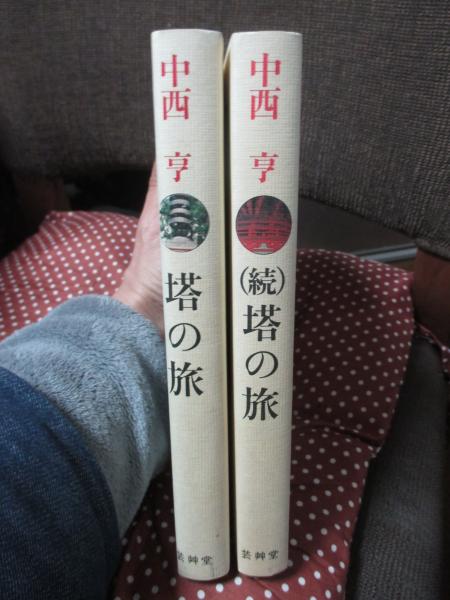 中西 亨
塔の旅
芸艸堂
中西 亨
(続)塔の旅
芸艸堂